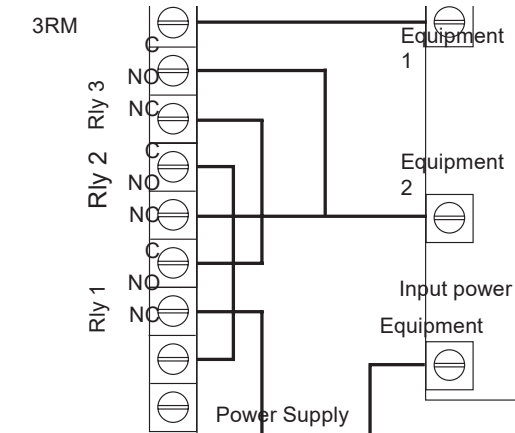 3RM
C
NO
NC
Rly 3
C
NO
NC
Rly 2
C
NO
NC
Rly 1
Equipment
1
Equipment
2
Input power
Equipment
Power Supply